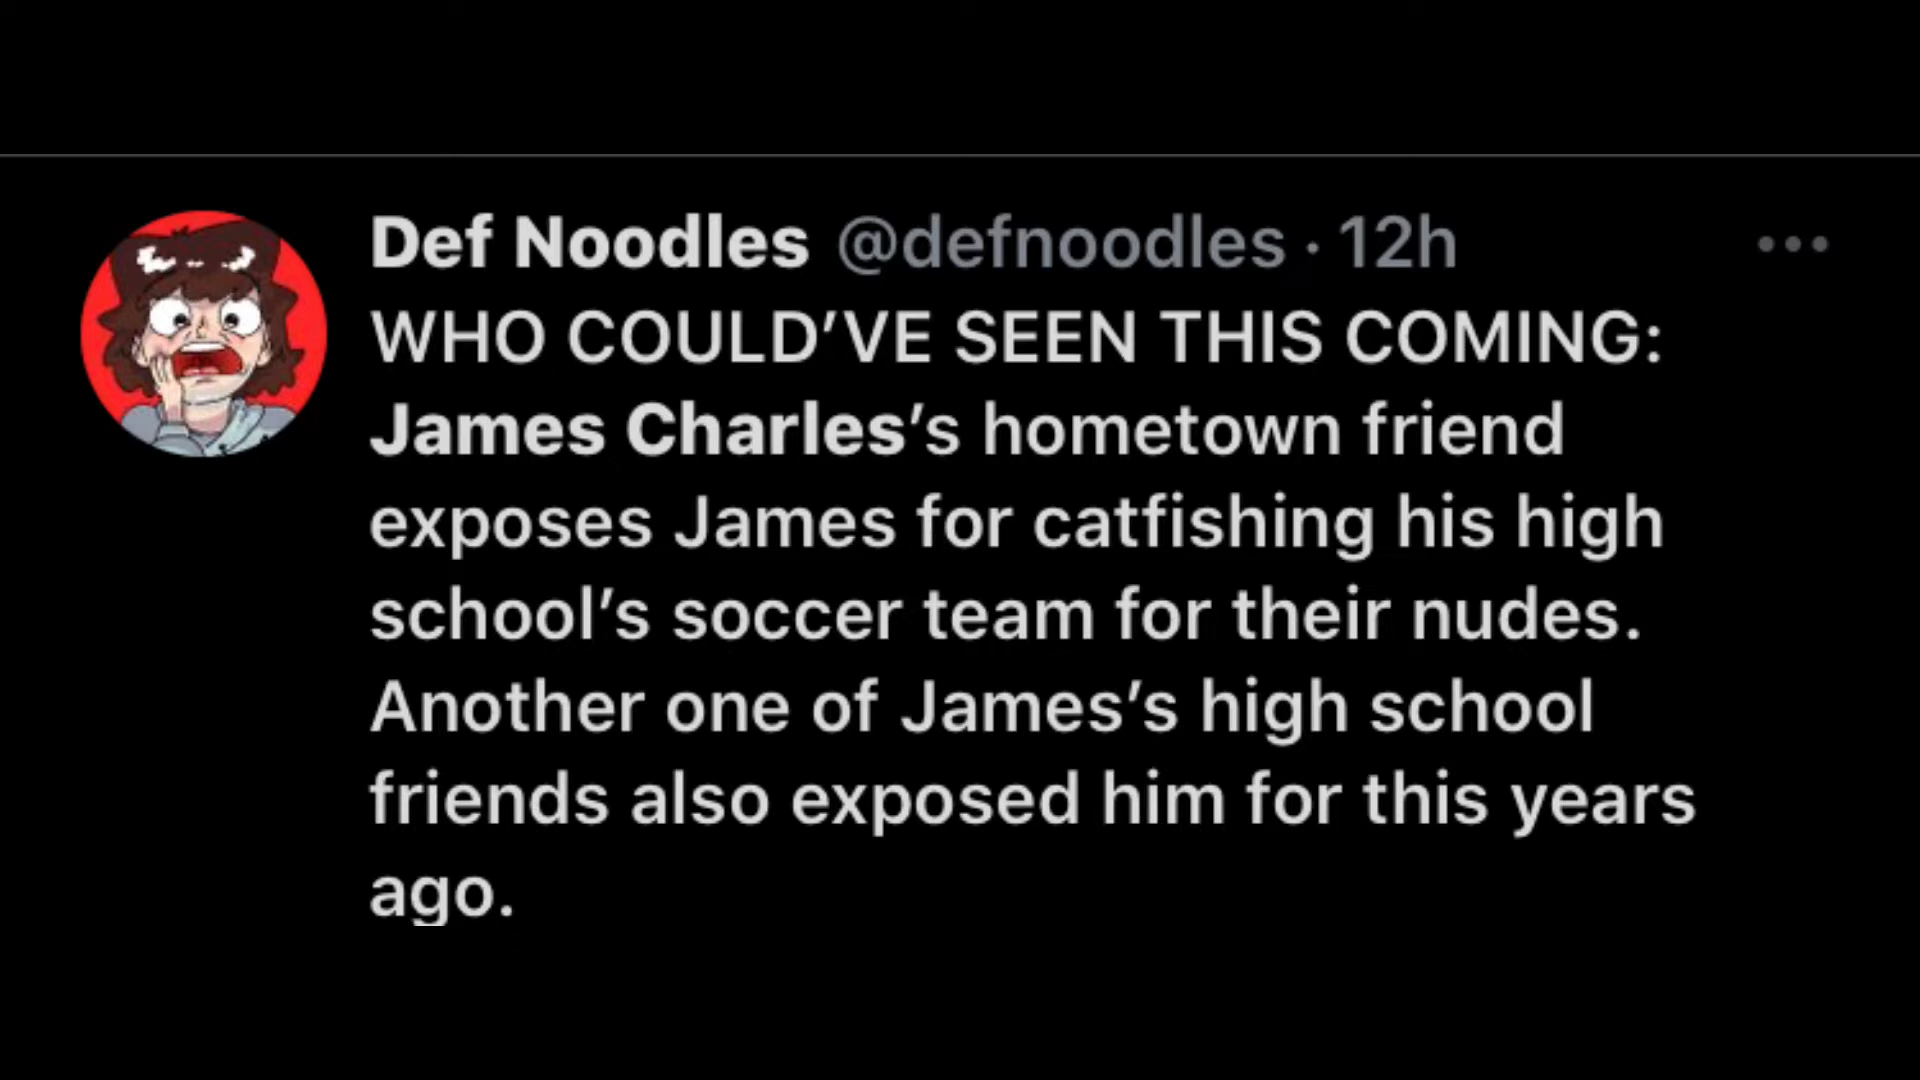 Def Noodles @defnoodles · 12h
WHO COULD’VE SEEN THIS COMING:
James Charles’s hometown friend
exposes James for catfishing his high
school’s soccer team for their nudes.
Another one of James’s high school
friends also exposed him for this years
ago.